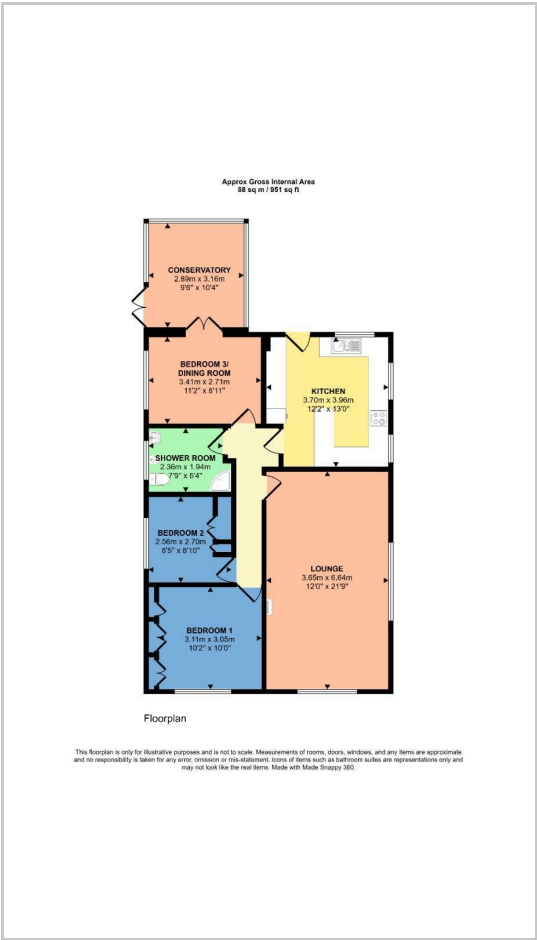 Approx Gross Internal Area
88 sq m / 951 sq ft
CONSERVATORY
2.89m x 3.16m
9'6" x 10'4"
BEDROOM 3/
DINING ROOM
3.41m x 2.71m
11'2" x 8'11"
KITCHEN
3.70m x 3.96m
12'2" x 13'0"
SHOWER ROOM
2.36m x 1.94m
7'9" x 6'4"
BEDROOM 2
2.56m x 2.70m
8'5" x 8'10"
LOUNGE
3.65m x 6.64m
12'0" x 21'9"
BEDROOM 1
3.11m x 3.05m
10'2" x 10'0"
Floorplan
This floorplan is only for illustrative purposes and is not to scale. Measurements of rooms, doors, windows, and any items are approximate
and no responsibility is taken for any error, omission or mis-statement. Icons of items such as bathroom suites are representations only and
may not look like the real items. Made with Made Snappy 360.